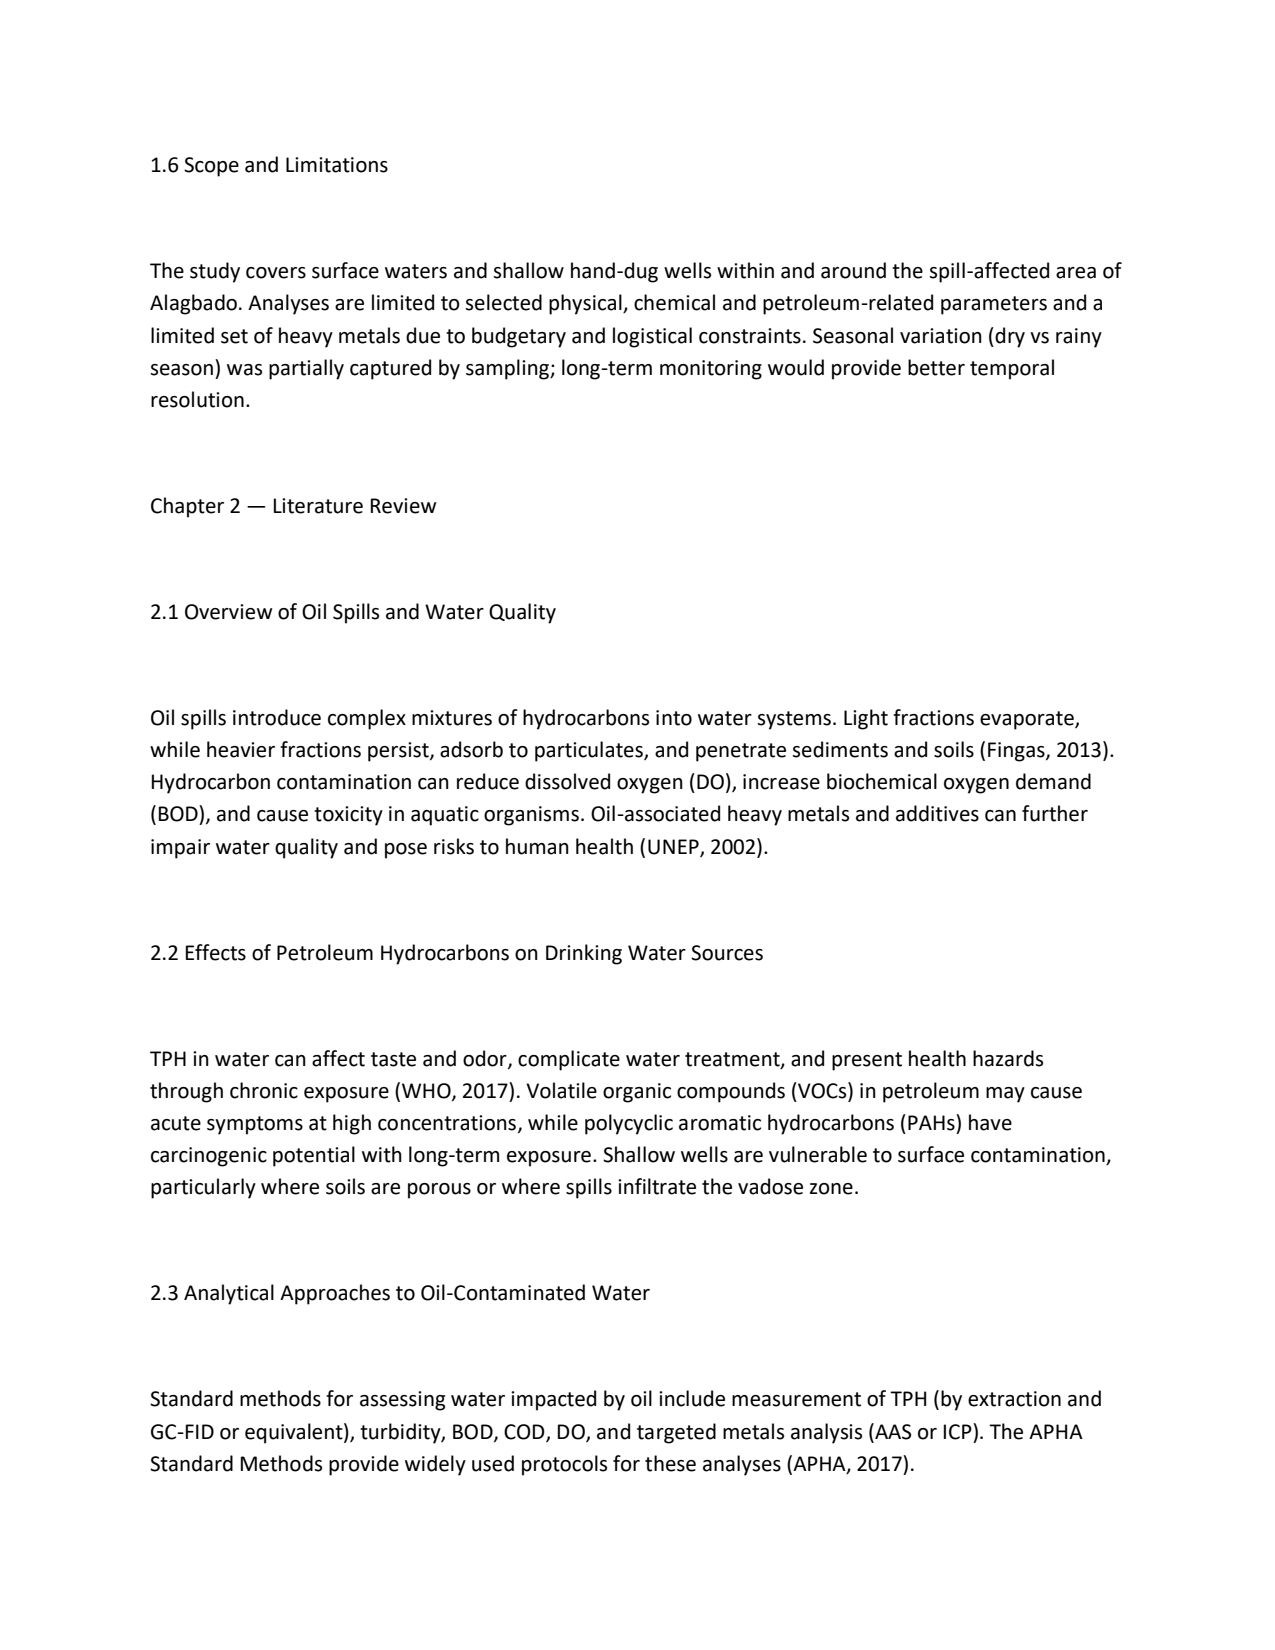 1.6 Scope and Limitations
The study covers surface waters and shallow hand-dug wells within and around the spill-affected area of
Alagbado. Analyses are limited to selected physical, chemical and petroleum-related parameters and a
limited set of heavy metals due to budgetary and logistical constraints. Seasonal variation (dry vs rainy
season) was partially captured by sampling; long-term monitoring would provide better temporal
resolution.
Chapter 2 — Literature Review
2.1 Overview of Oil Spills and Water Quality
Oil spills introduce complex mixtures of hydrocarbons into water systems. Light fractions evaporate,
while heavier fractions persist, adsorb to particulates, and penetrate sediments and soils (Fingas, 2013).
Hydrocarbon contamination can reduce dissolved oxygen (DO), increase biochemical oxygen demand
(BOD), and cause toxicity in aquatic organisms. Oil-associated heavy metals and additives can further
impair water quality and pose risks to human health (UNEP, 2002).
2.2 Effects of Petroleum Hydrocarbons on Drinking Water Sources
TPH in water can affect taste and odor, complicate water treatment, and present health hazards
through chronic exposure (WHO, 2017). Volatile organic compounds (VOCs) in petroleum may cause
acute symptoms at high concentrations, while polycyclic aromatic hydrocarbons (PAHs) have
carcinogenic potential with long-term exposure. Shallow wells are vulnerable to surface contamination,
particularly where soils are porous or where spills infiltrate the vadose zone.
2.3 Analytical Approaches to Oil-Contaminated Water
Standard methods for assessing water impacted by oil include measurement of TPH (by extraction and
GC-FID or equivalent), turbidity, BOD, COD, DO, and targeted metals analysis (AAS or ICP). The APHA
Standard Methods provide widely used protocols for these analyses (APHA, 2017).